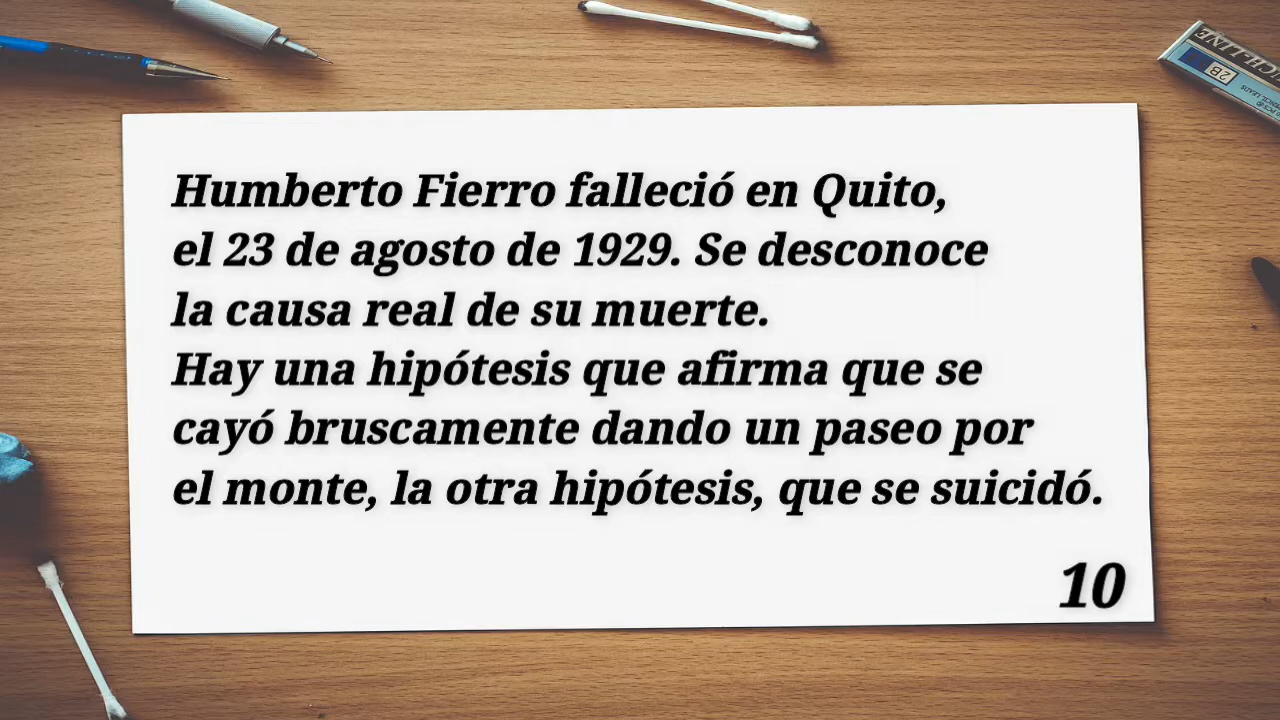 Humberto Fierro falleció en Quito,
el 23 de agosto de 1929. Se desconoce
la causa real de su muerte.
Hay una hipótesis que afirma que se
cayó bruscamente dando un paseo por
el monte, la otra hipótesis, que se suicidó.
10
2B